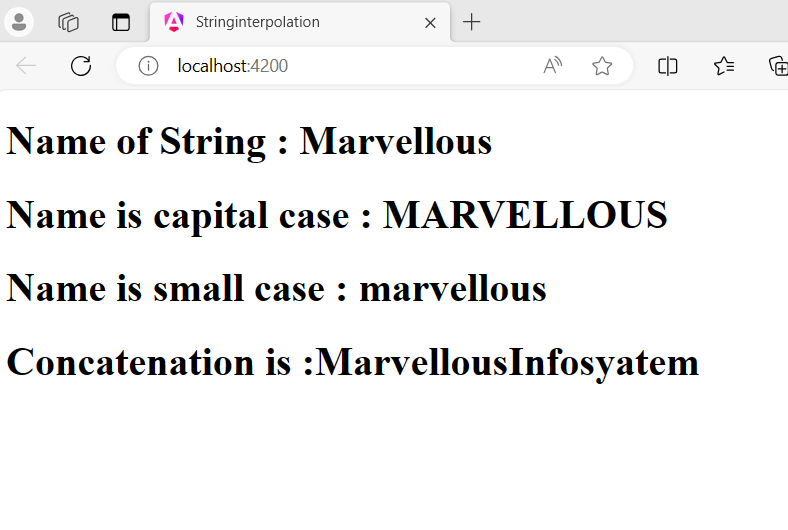 Stringinterpolation
localhost:4200
Name of String : Marvellous
Name is capital case : MARVELLOUS
Name is small case : marvellous
Concatenation is :MarvellousInfosyatem